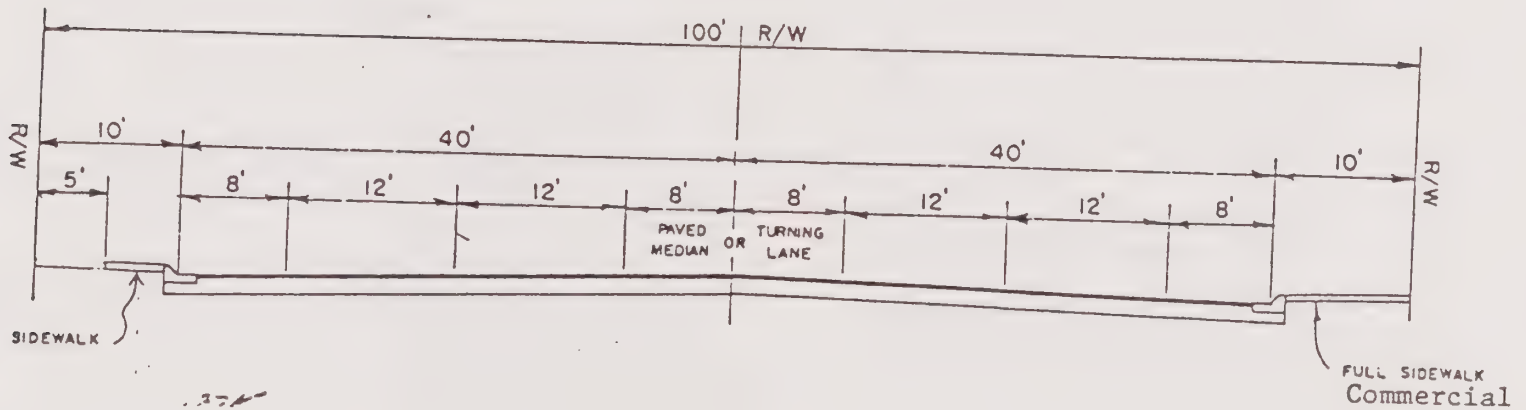 100' R/W
R/W 10' 40' 40' 10' R/W
5' 8' 12' 12' 8' 8' 12' 12' 8'
PAVED MEDIAN OR TURNING LANE
SIDEWALK
FULL SIDEWALK
Commercial